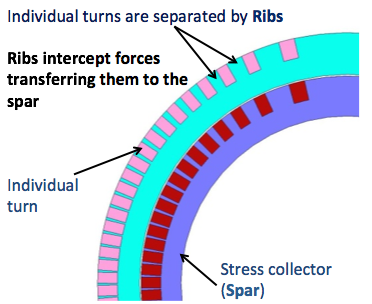 Individual turns are separated by Ribs
Ribs intercept forces
transferring them to the
spar
Individual
turn
Stress collector
(Spar)